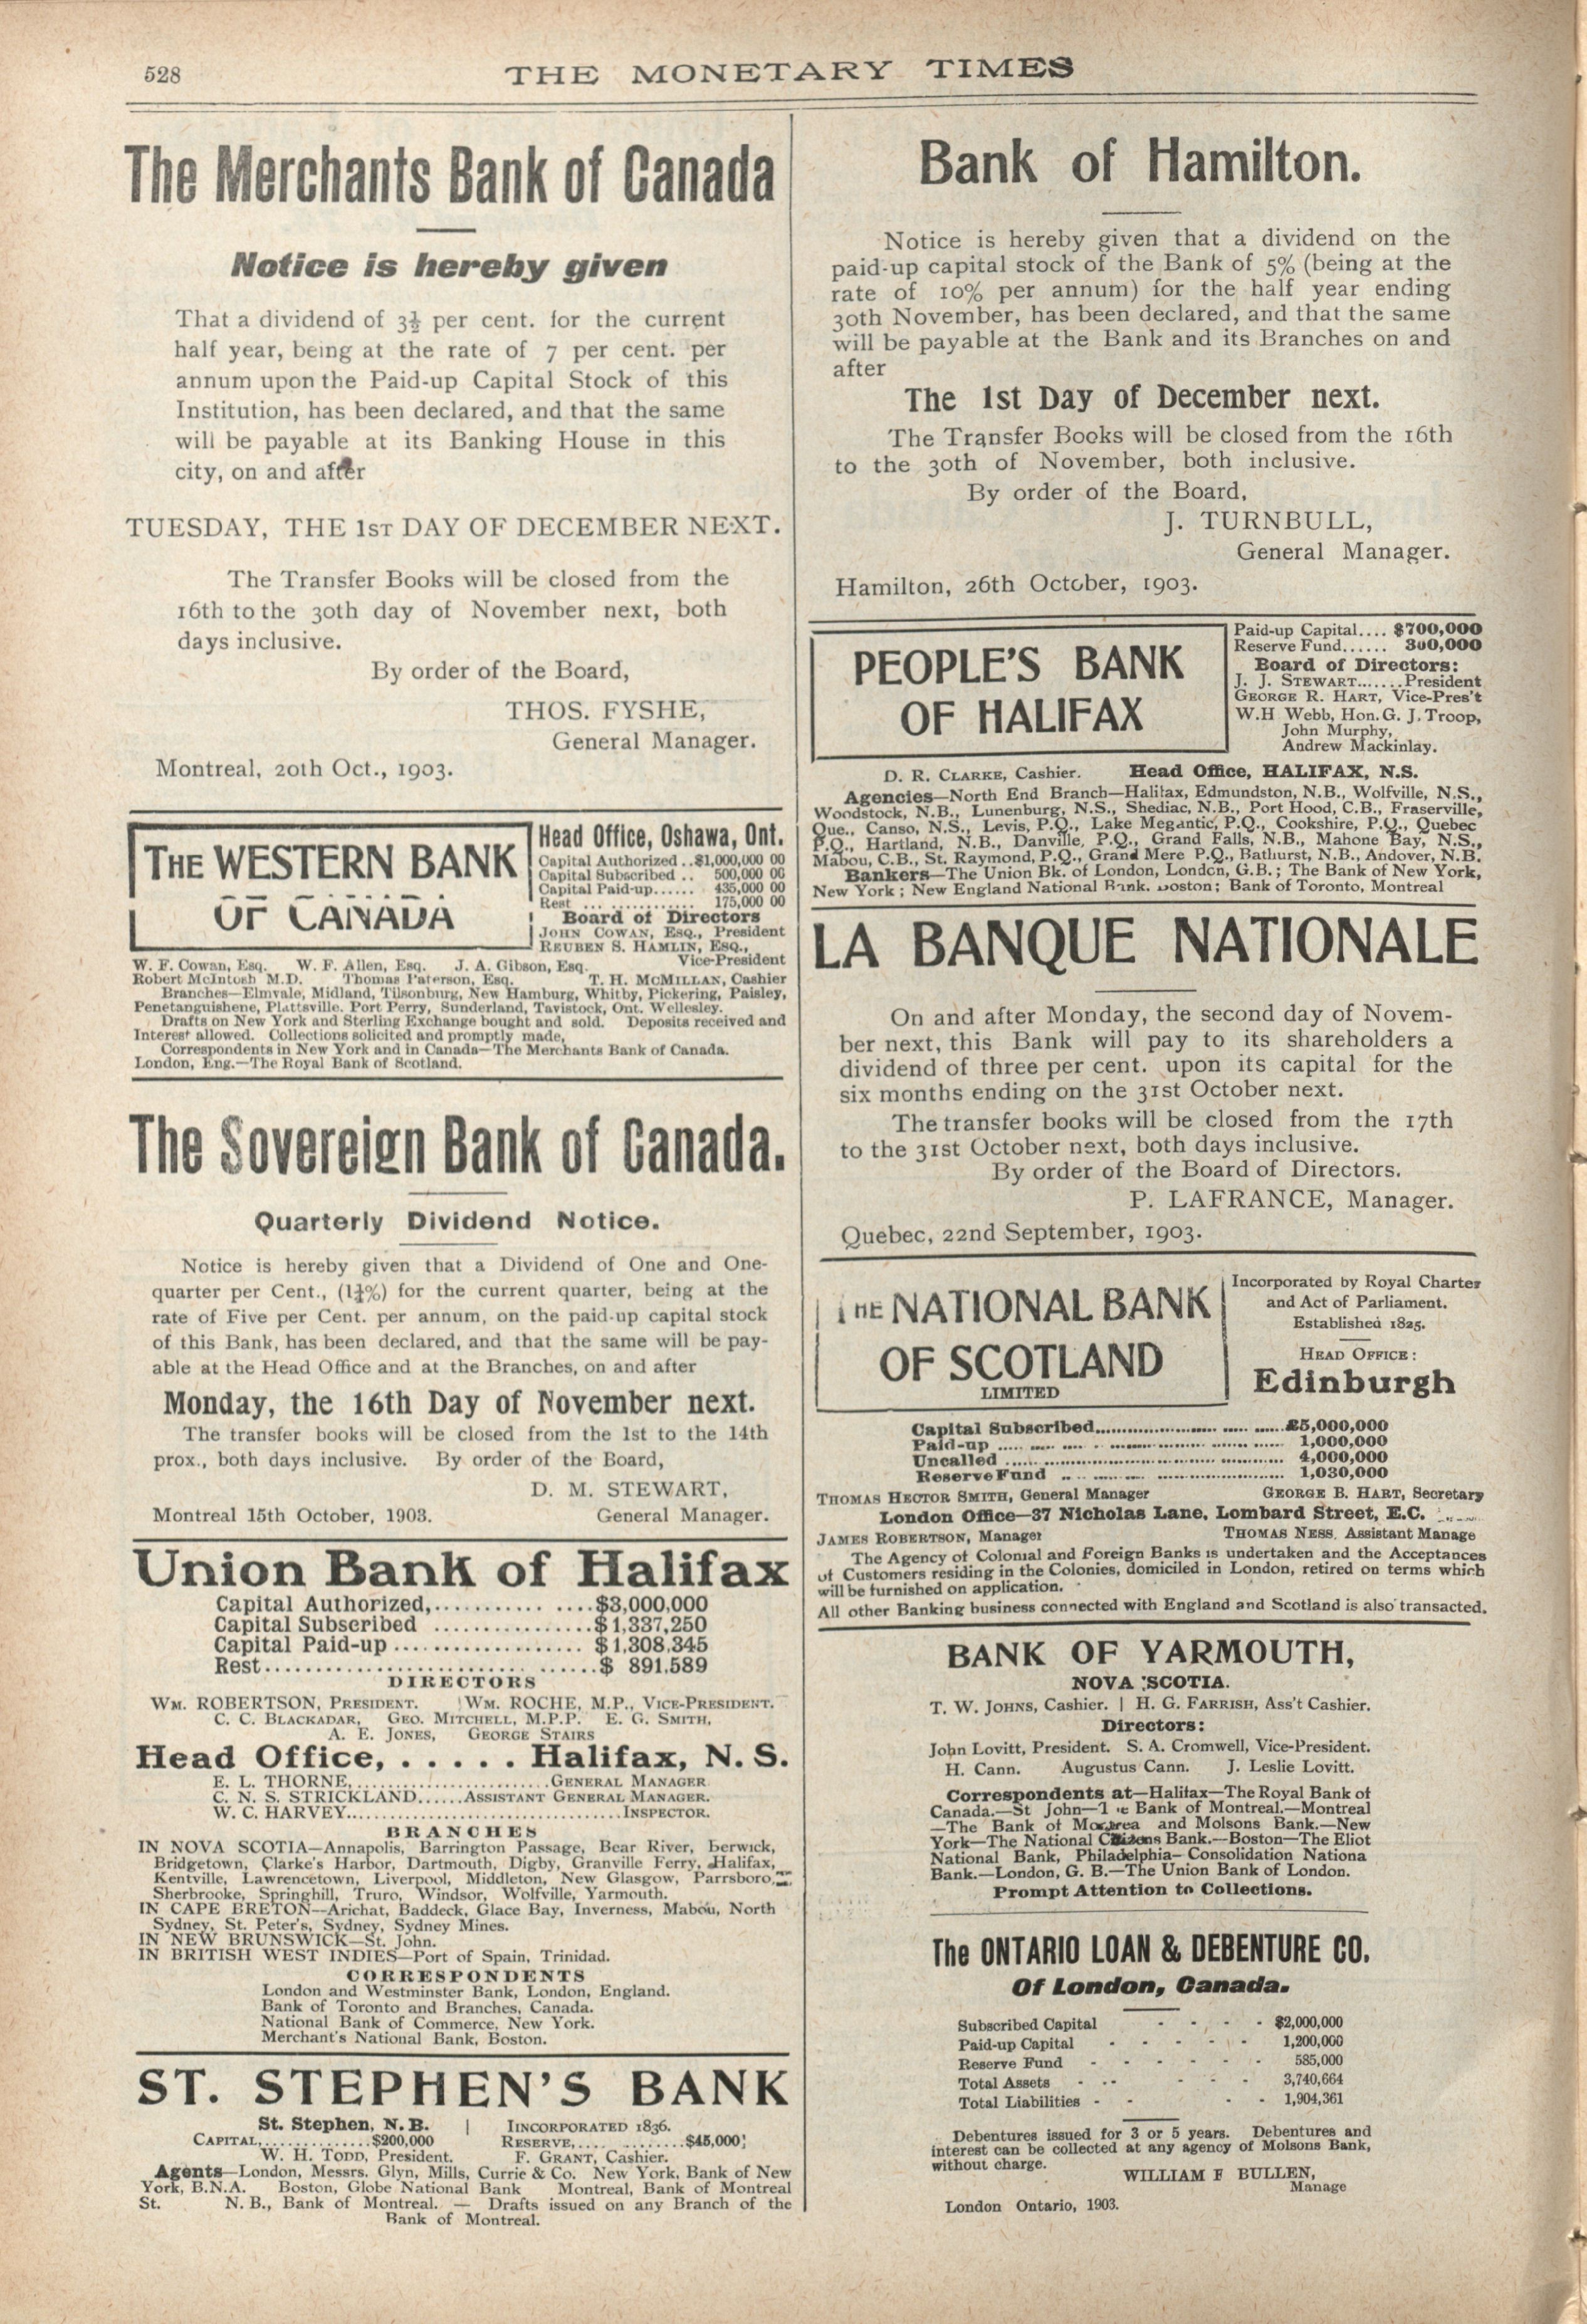 528
THE MONETARY TIMES
The Merchants Bank of Canada
Notice is hereby given
That a dividend of 3½ per cent. for the current
half year, being at the rate of 7 per cent. per
annum upon the Paid-up Capital Stock of this
Institution, has been declared, and that the same
will be payable at its Banking House in this
city, on and after
TUESDAY, THE 1ST DAY OF DECEMBER NEXT.
The Transfer Books will be closed from the
16th to the 30th day of November next, both
days inclusive.
By order of the Board,
THOS. FYSHE,
General Manager.
Montreal, 20th Oct., 1903.
THE WESTERN BANK
OF CANADA
Head Office, Oshawa, Ont.
Capital Authorized ..$1,000,000 00
Capital Subscribed .. 500,000 00
Capital Paid-up...... 435,000 00
Rest ... ............. 175,000 00
Board of Directors
JOHN COWAN, ESQ., President
REUBEN S. HAMLIN, ESQ.,
Vice-President
W. F. Cowan, Esq. W. F. Allen, Esq. J. A. Gibson, Esq.
Robert McIntosh M.D. Thomas Paterson, Esq. T. H. MCMILLAN, Cashier
Branches—Elmvale, Midland, Tilsonburg, New Hamburg, Whitby, Pickering, Paisley,
Penetanguishene, Plattsville, Port Perry, Sunderland, Tavistock, Ont. Wellesley.
Drafts on New York and Sterling Exchange bought and sold. Deposits received and
Interest allowed. Collections solicited and promptly made,
Correspondents in New York and in Canada—The Merchants Bank of Canada.
London, Eng.—The Royal Bank of Scotland.
The Sovereign Bank of Canada.
Quarterly Dividend Notice.
Notice is hereby given that a Dividend of One and One-
quarter per Cent., (1¼%) for the current quarter, being at the
rate of Five per Cent. per annum, on the paid-up capital stock
of this Bank, has been declared, and that the same will be pay-
able at the Head Office and at the Branches, on and after
Monday, the 16th Day of November next.
The transfer books will be closed from the 1st to the 14th
prox., both days inclusive. By order of the Board,
D. M. STEWART,
Montreal 15th October, 1903. General Manager.
Union Bank of Halifax
Capital Authorized,........... .....$3,000,000
Capital Subscribed .................$1,337,250
Capital Paid-up ................... $1,308,345
Rest.......................... ......$ 891.589
DIRECTORS
WM. ROBERTSON, PRESIDENT. WM. ROCHE, M.P., VICE-PRESIDENT.
C. C. BLACKADAR, GEO. MITCHELL, M.P.P. E. G. SMITH,
A. E. JONES, GEORGE STAIRS
Head Office, . . . . . Halifax, N. S.
E. L. THORNE,.........................GENERAL MANAGER
C. N. S. STRICKLAND......ASSISTANT GENERAL MANAGER.
W. C. HARVEY...................................INSPECTOR.
BRANCHES
IN NOVA SCOTIA—Annapolis, Barrington Passage, Bear River, Berwick,
Bridgetown, Clarke's Harbor, Dartmouth, Digby, Granville Ferry, Halifax,
Kentville, Lawrencetown, Liverpool, Middleton, New Glasgow, Parrsboro,
Sherbrooke, Springhill, Truro, Windsor, Wolfville, Yarmouth.
IN CAPE BRETON—Arichat, Baddeck, Glace Bay, Inverness, Mabou, North
Sydney, St. Peter's, Sydney, Sydney Mines.
IN NEW BRUNSWICK—St. John.
IN BRITISH WEST INDIES—Port of Spain, Trinidad.
CORRESPONDENTS
London and Westminster Bank, London, England.
Bank of Toronto and Branches, Canada.
National Bank of Commerce, New York.
Merchant's National Bank, Boston.
ST. STEPHEN'S BANK
St. Stephen, N. B. | INCORPORATED 1836.
CAPITAL,..............$200,000 RESERVE,.... .........$45,000
W. H. TODD, President. F. GRANT, Cashier.
Agents—London, Messrs. Glyn, Mills, Currie & Co. New York, Bank of New
York, B.N.A. Boston, Globe National Bank Montreal, Bank of Montreal
St. N. B., Bank of Montreal. — Drafts issued on any Branch of the
Bank of Montreal.
Bank of Hamilton.
Notice is hereby given that a dividend on the
paid-up capital stock of the Bank of 5% (being at the
rate of 10% per annum) for the half year ending
30th November, has been declared, and that the same
will be payable at the Bank and its Branches on and
after
The 1st Day of December next.
The Transfer Books will be closed from the 16th
to the 30th of November, both inclusive.
By order of the Board,
J. TURNBULL,
General Manager.
Hamilton, 26th October, 1903.
PEOPLE'S BANK
OF HALIFAX
Paid-up Capital.... $700,000
Reserve Fund...... 300,000
Board of Directors:
J. J. STEWART.......President
GEORGE R. HART, Vice-Pres't
W.H Webb, Hon. G. J. Troop,
John Murphy,
Andrew Mackinlay.
D. R. CLARKE, Cashier. Head Office, HALIFAX, N.S.
Agencies—North End Branch—Halifax, Edmundston, N.B., Wolfville, N.S.,
Woodstock, N.B., Lunenburg, N.S., Shediac, N.B., Port Hood, C.B., Fraserville,
Que., Canso, N.S., Levis, P.Q., Lake Megantic, P.Q., Cookshire, P.Q., Quebec
P.Q., Hartland, N.B., Danville, P.Q., Grand Falls, N.B., Mahone Bay, N.S.,
Mabou, C.B., St. Raymond, P.Q., Grand Mere P.Q., Bathurst, N.B., Andover, N.B.
Bankers—The Union Bk. of London, London, G.B.; The Bank of New York,
New York; New England National Bank. Boston; Bank of Toronto, Montreal
LA BANQUE NATIONALE
On and after Monday, the second day of Novem-
ber next, this Bank will pay to its shareholders a
dividend of three per cent. upon its capital for the
six months ending on the 31st October next.
The transfer books will be closed from the 17th
to the 31st October next, both days inclusive.
By order of the Board of Directors.
P. LAFRANCE, Manager.
Quebec, 22nd September, 1903.
THE NATIONAL BANK
OF SCOTLAND
LIMITED
Incorporated by Royal Charter
and Act of Parliament.
Established 1825.
HEAD OFFICE:
Edinburgh
Capital Subscribed..............................£5,000,000
Paid-up .............................. 1,000,000
Uncalled .............................. 4,000,000
Reserve Fund .............................. 1,030,000
THOMAS HECTOR SMITH, General Manager GEORGE B. HART, Secretary
London Office—37 Nicholas Lane, Lombard Street, E.C.
JAMES ROBERTSON, Manager THOMAS NESS, Assistant Manage
The Agency of Colonial and Foreign Banks is undertaken and the Acceptances
of Customers residing in the Colonies, domiciled in London, retired on terms which
will be furnished on application.
All other Banking business connected with England and Scotland is also transacted.
BANK OF YARMOUTH,
NOVA SCOTIA.
T. W. JOHNS, Cashier. | H. G. FARRISH, Ass't Cashier.
Directors:
John Lovitt, President. S. A. Cromwell, Vice-President.
H. Cann. Augustus Cann. J. Leslie Lovitt.
Correspondents at—Halifax—The Royal Bank of
Canada.—St John—The Bank of Montreal.—Montreal
—The Bank of Montreal and Molsons Bank.—New
York—The National Citizens Bank.—Boston—The Eliot
National Bank, Philadelphia—Consolidation Nationa
Bank.—London, G. B.—The Union Bank of London.
Prompt Attention to Collections.
The ONTARIO LOAN & DEBENTURE CO.
Of London, Canada.
Subscribed Capital - - - - $2,000,000
Paid-up Capital - - - - - 1,200,000
Reserve Fund - - - - - - 585,000
Total Assets - - - - - - 3,740,664
Total Liabilities - - - - 1,904,361
Debentures issued for 3 or 5 years. Debentures and
interest can be collected at any agency of Molsons Bank,
without charge.
WILLIAM F BULLEN,
Manage
London Ontario, 1903.